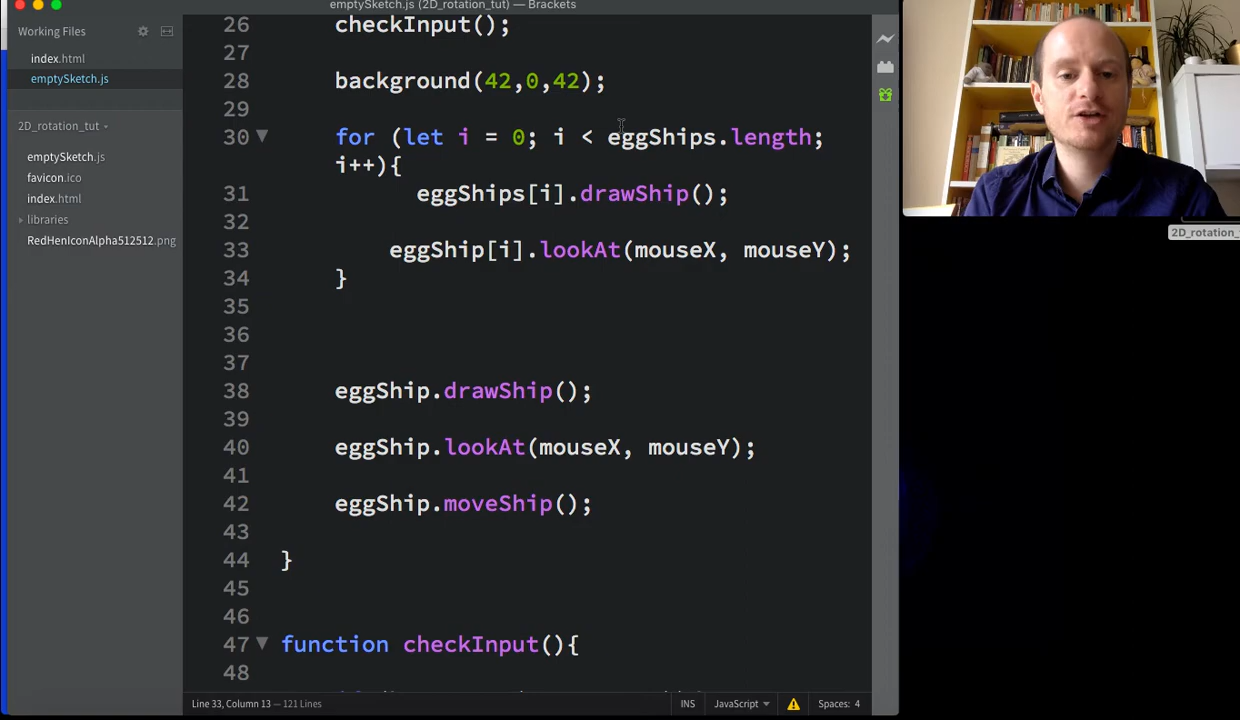 emptySketch.js (2D_rotation_tut) — Brackets
Working Files
index.html
emptySketch.js
2D_rotation_tut
emptySketch.js
favicon.ico
index.html
libraries
RedHenIconAlpha512512.png
26 checkInput();
27
28 background(42,0,42);
29
30 for (let i = 0; i < eggShips.length;
i++){
31 eggShips[i].drawShip();
32
33 eggShip[i].lookAt(mouseX, mouseY);
34 }
35
36
37
38 eggShip.drawShip();
39
40 eggShip.lookAt(mouseX, mouseY);
41
42 eggShip.moveShip();
43
44 }
45
46
47 function checkInput(){
48
Line 33, Column 13 — 121 Lines
INS
JavaScript
Spaces: 4
2D_rotation_